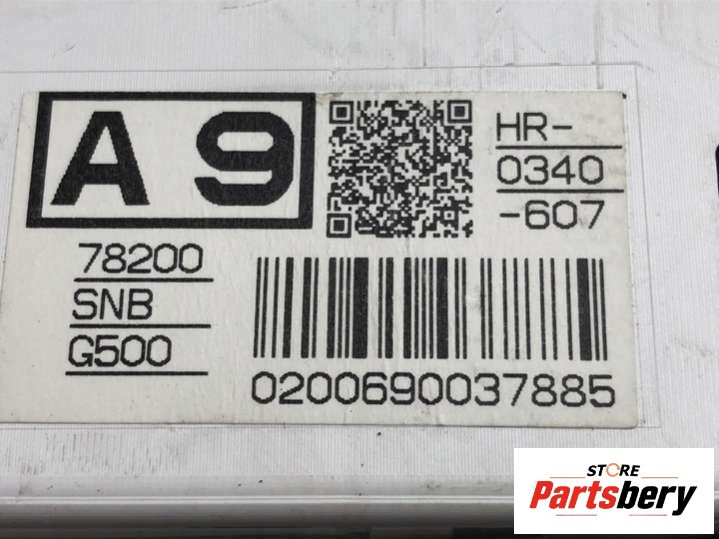 A 9
HR-
0340
-607
78200
SNB
G500
0200690037885
STORE
Partsbery